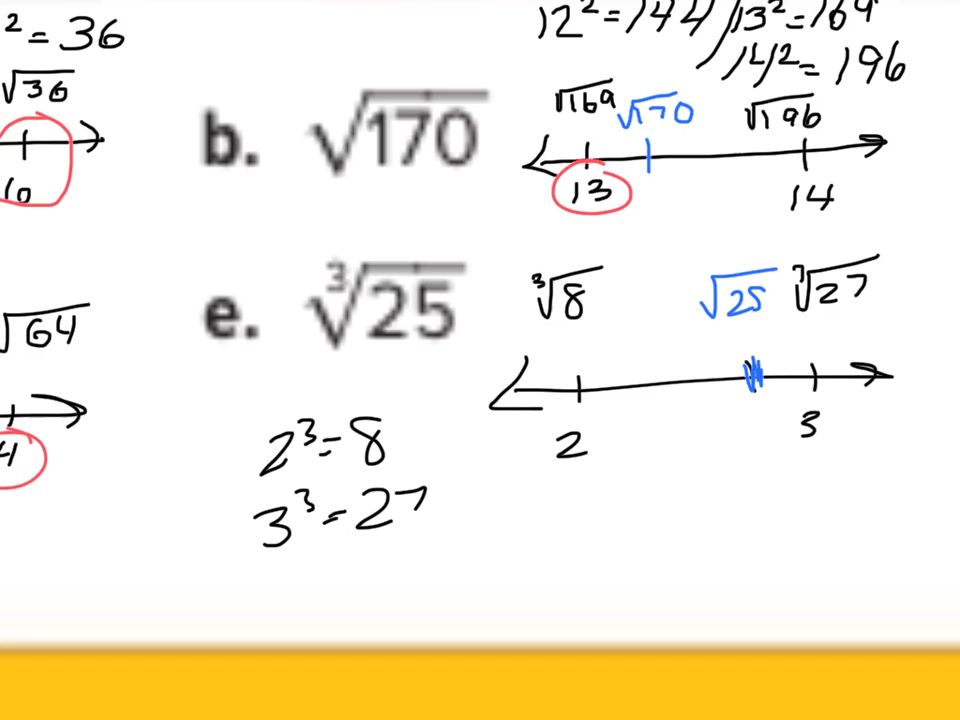 ² = 36
12² = 144 / 13² = 169
14² = 196
√36
b. √170
√169 √170 √196
10
13 14
√64
e. ∛25
∛8 √25 ∛27
2 3
4
2³ = 8
3³ = 27